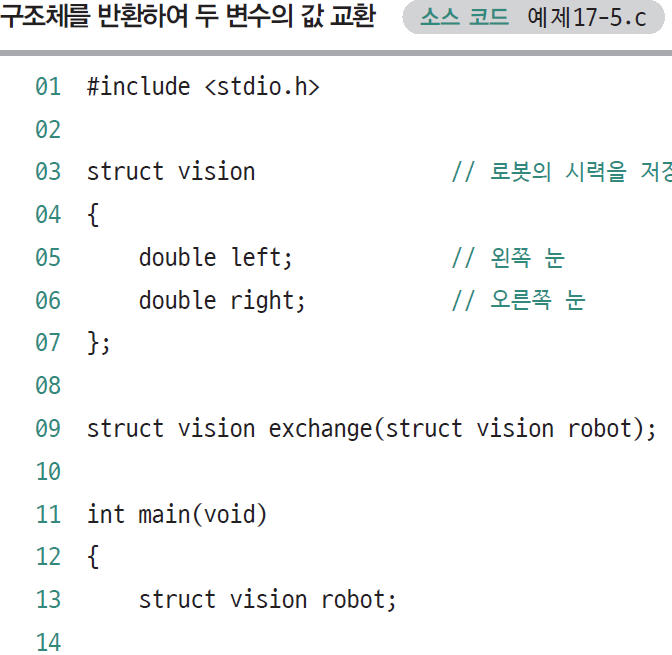 구조체를 반환하여 두 변수의 값 교환 소스 코드 예제17-5.c
01 #include <stdio.h>
02
03 struct vision // 로봇의 시력을
04 {
05 double left; // 왼쪽 눈
06 double right; // 오른쪽 눈
07 };
08
09 struct vision exchange(struct vision robot);
10
11 int main(void)
12 {
13 struct vision robot;
14